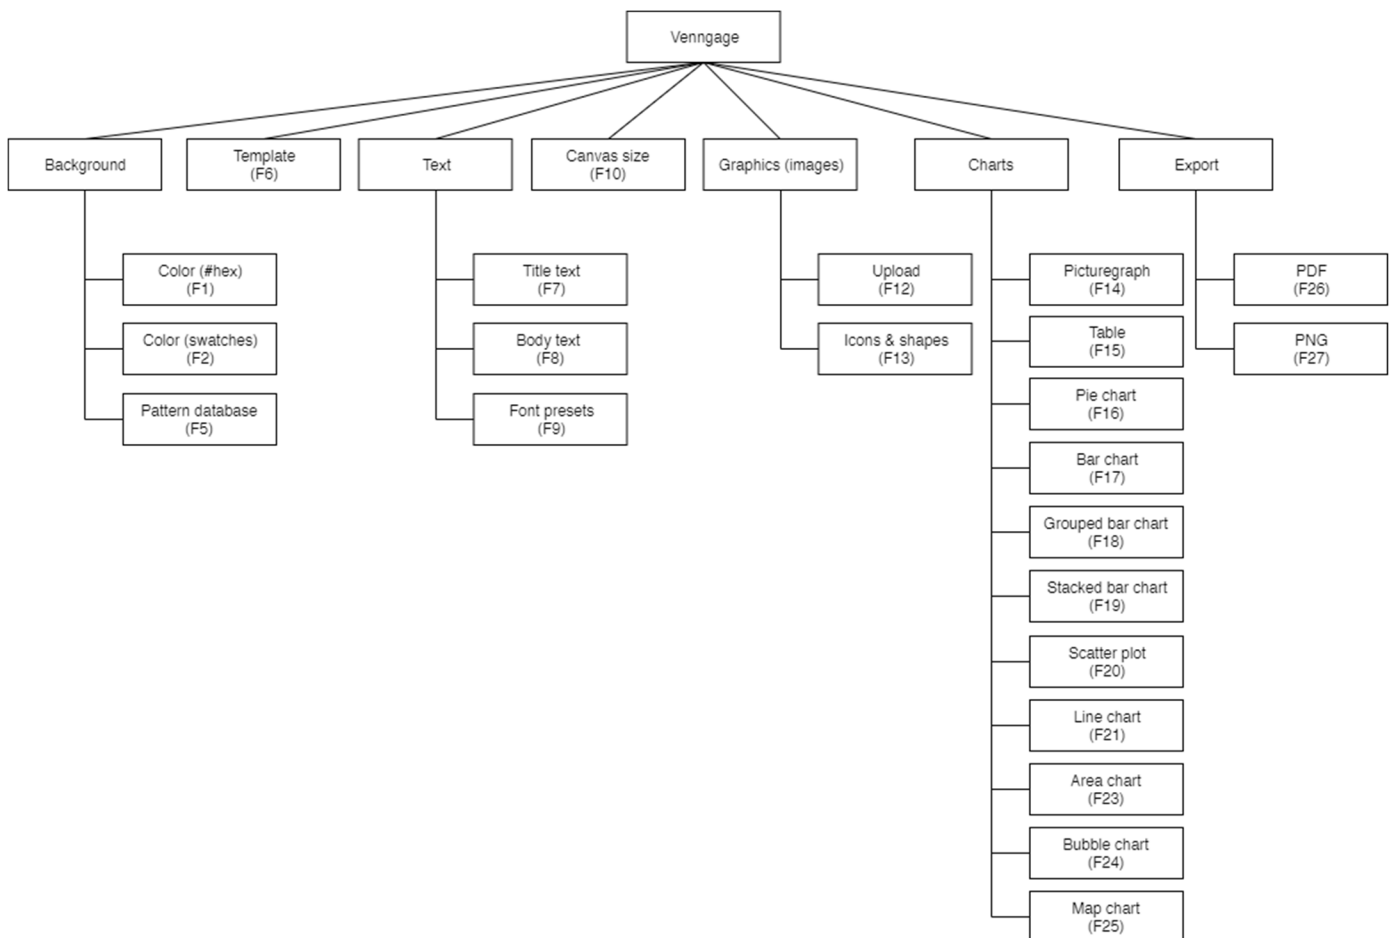 Venngage
Background
Template
(F6)
Text
Canvas size
(F10)
Graphics (images)
Charts
Export
Color (#hex)
(F1)
Color (swatches)
(F2)
Pattern database
(F5)
Title text
(F7)
Body text
(F8)
Font presets
(F9)
Upload
(F12)
Icons & shapes
(F13)
Picturegraph
(F14)
Table
(F15)
Pie chart
(F16)
Bar chart
(F17)
Grouped bar chart
(F18)
Stacked bar chart
(F19)
Scatter plot
(F20)
Line chart
(F21)
Area chart
(F23)
Bubble chart
(F24)
Map chart
(F25)
PDF
(F26)
PNG
(F27)